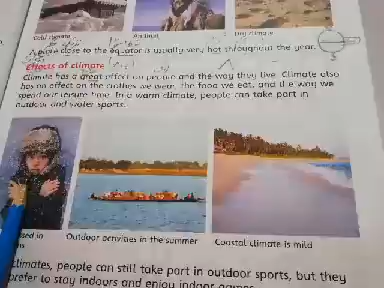 Cold climate
Dry climate
A place close to the equator is usually very hot throughout the year.
Effects of climate
Climate has a great effect on people and the way they live. Climate also
has an effect on the clothes we wear, the food we eat, and the way we
spend our leisure time. In a warm climate, people can take part in
outdoor and water sports.
sed in
Outdoor activities in the summer
Coastal climate is mild
limates, people can still take part in outdoor sports, but they
prefer to stay indoors and enjoy indoor games